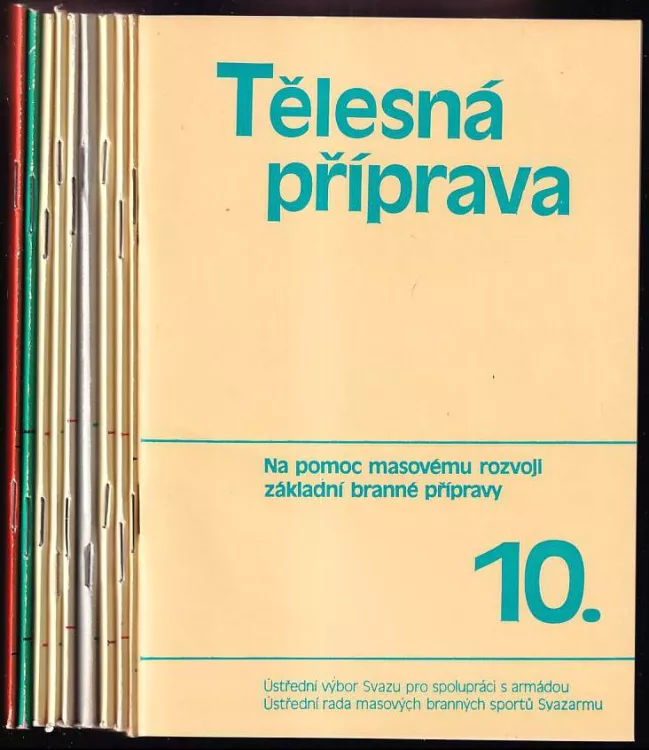 Tělesná
příprava
Na pomoc masovému rozvoji
základní branné přípravy
10.
Ústřední výbor Svazu pro spolupráci s armádou
Ústřední rada masových branných sportů Svazarmu